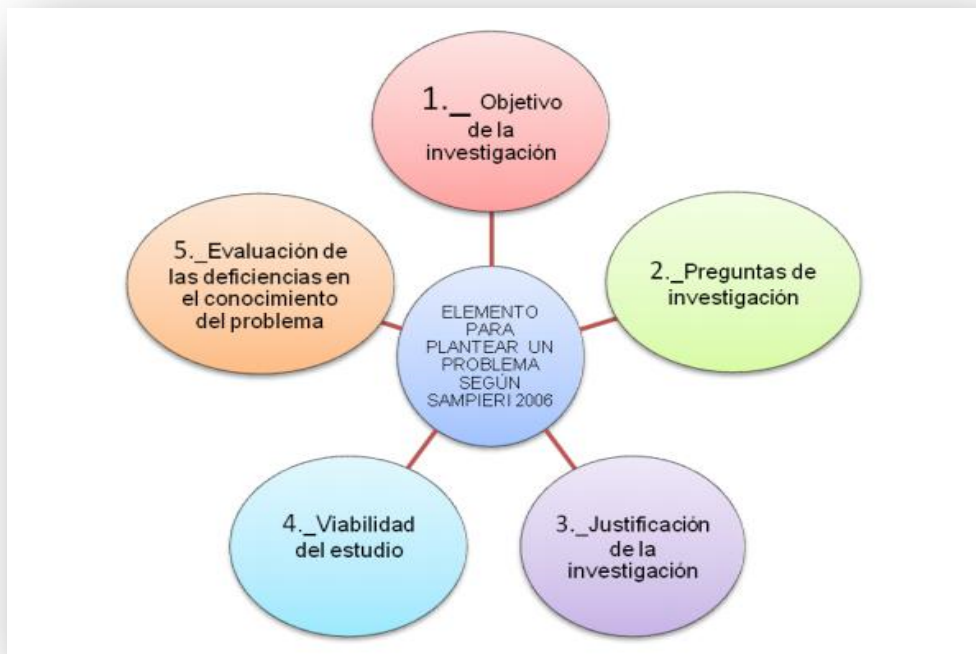 1._ Objetivo
de la
investigación
2._Preguntas de
investigación
3._Justificación
de la
investigación
4._Viabilidad
del estudio
5._Evaluación de
las deficiencias en
el conocimiento
del problema
ELEMENTO
PARA
PLANTEAR UN
PROBLEMA
SEGÚN
SAMPIERI 2006